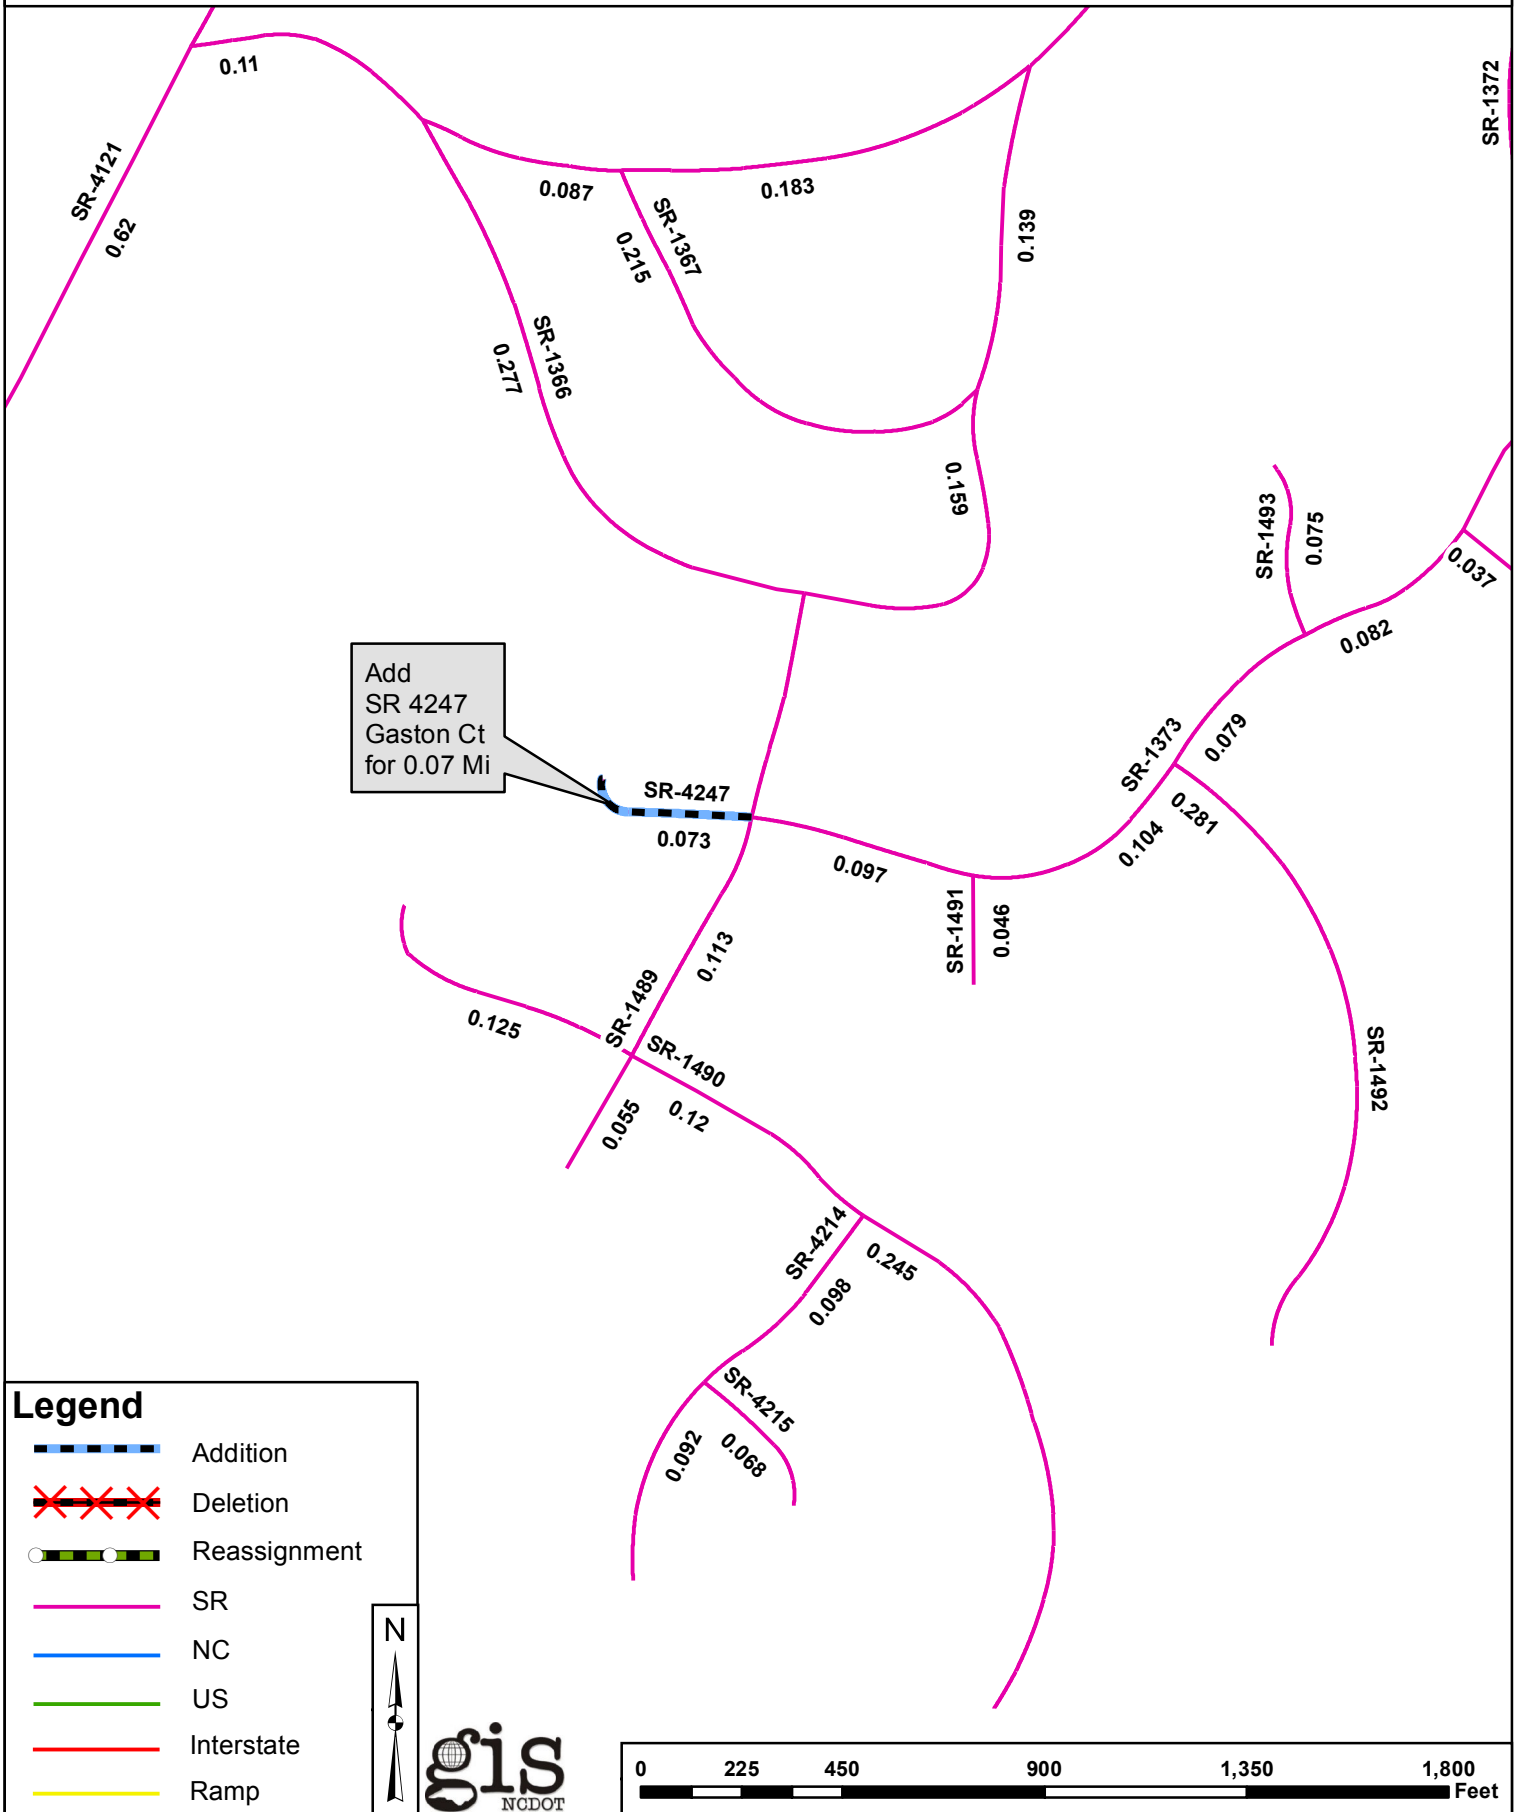 0.11
SR-1372
SR-4121
0.62
0.087
0.183
SR-1367
0.215
0.139
SR-1366
0.277
0.159
SR-1493
0.075
0.037
0.082
Add
SR 4247
Gaston Ct
for 0.07 Mi
SR-4247
0.073
SR-1373
0.079
0.281
0.104
0.097
SR-1491
0.046
0.113
SR-1489
0.125
SR-1490
0.12
0.055
SR-1492
SR-4214
0.245
0.098
SR-4215
0.092
0.068
Legend
Addition
Deletion
Reassignment
SR
NC
US
Interstate
Ramp
N
gis
NCDOT
0 225 450 900 1,350 1,800
Feet